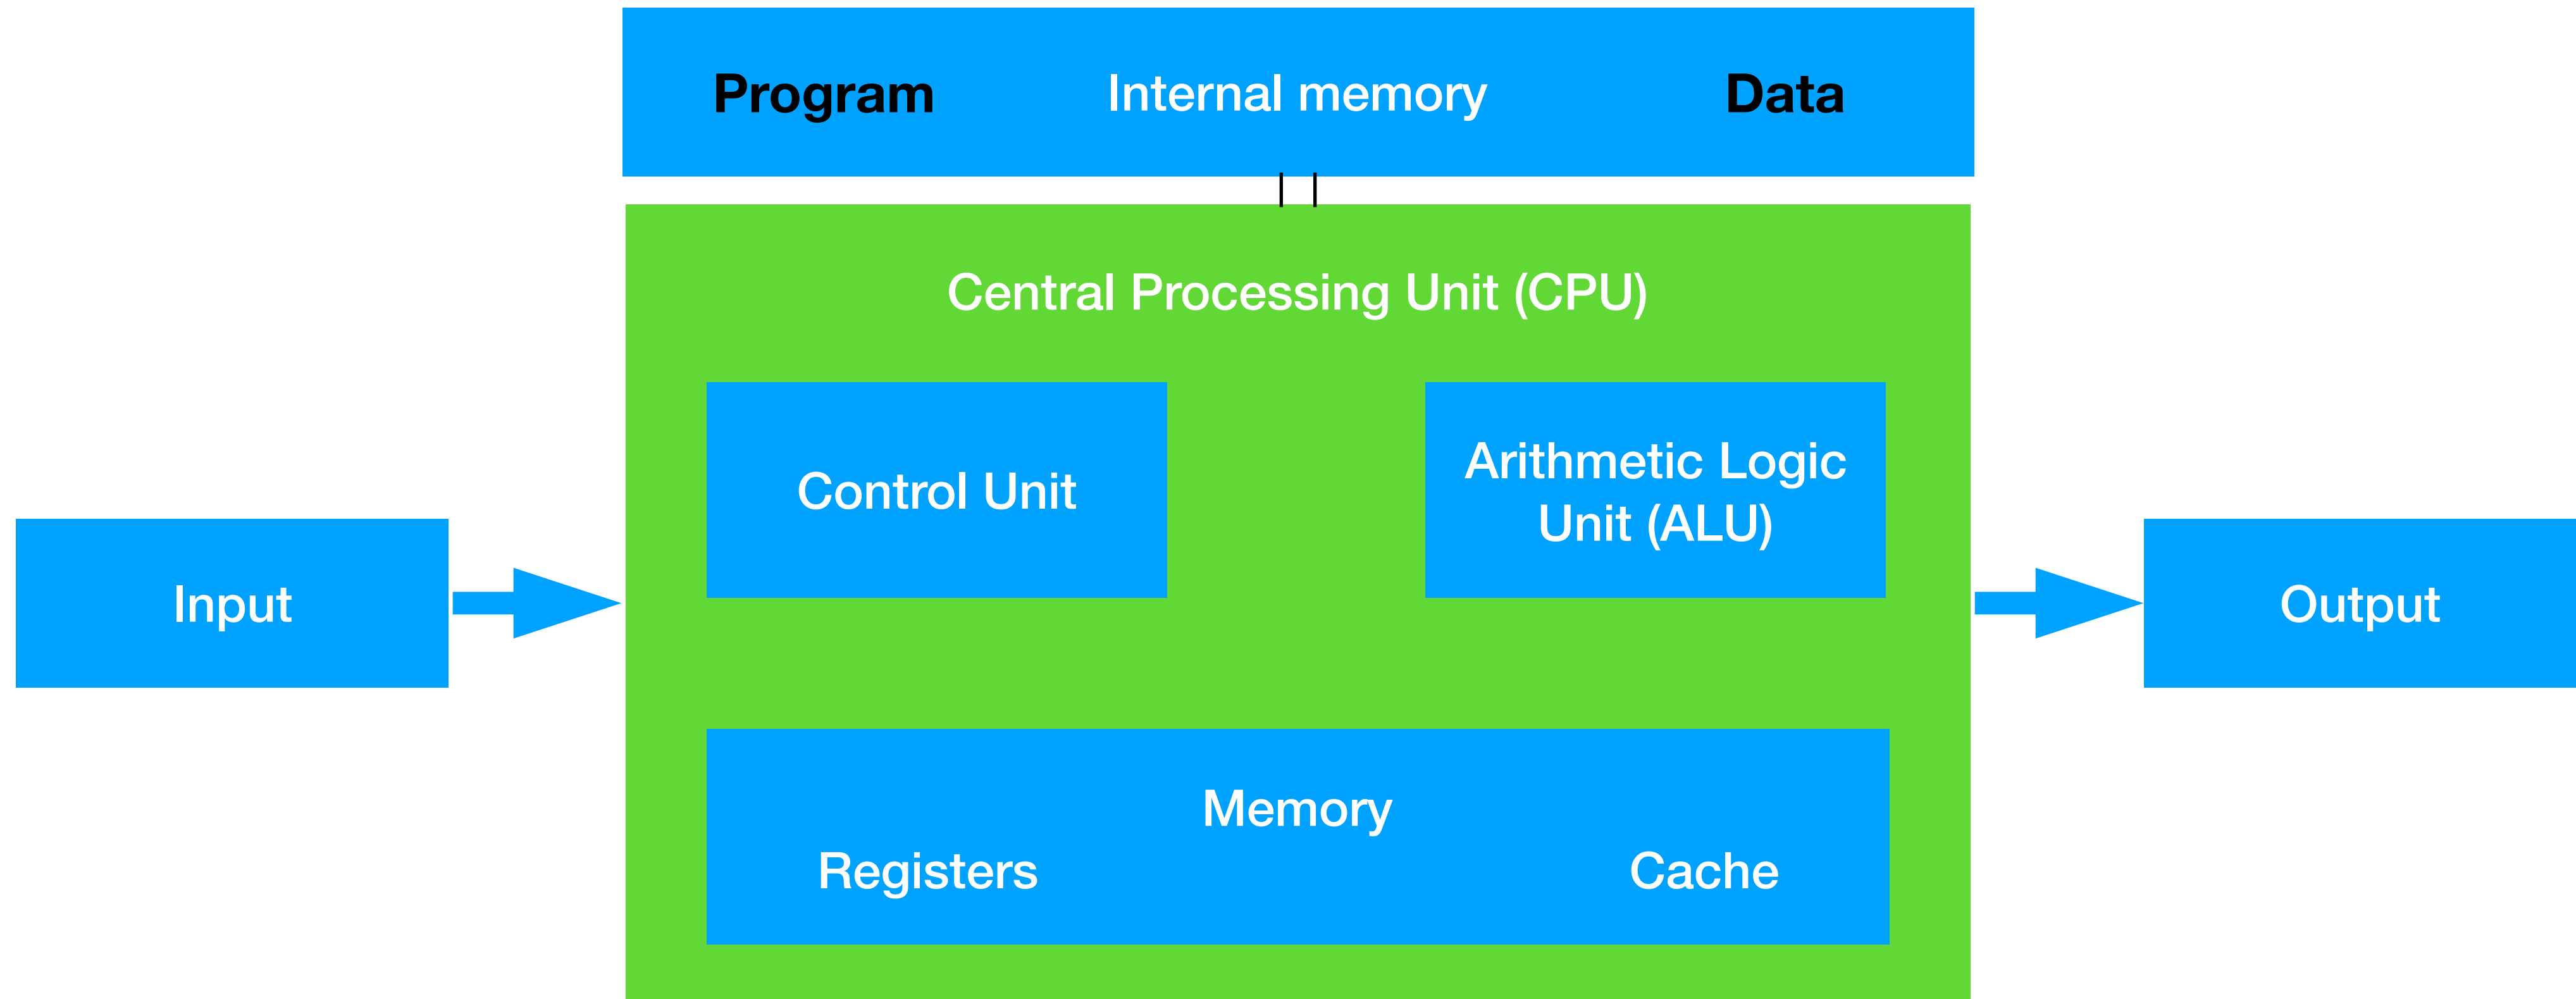 Program Internal memory Data
Central Processing Unit (CPU)
Control Unit
Arithmetic Logic
Unit (ALU)
Input
Output
Memory
Registers Cache